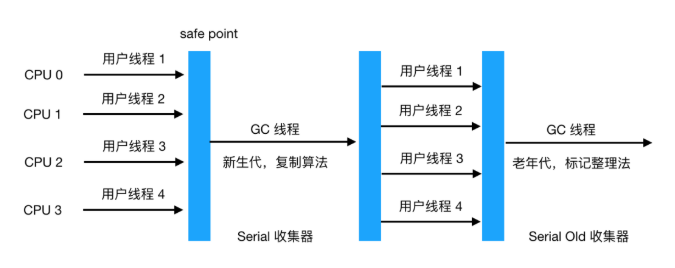 safe point
CPU 0
用户线程 1
用户线程 1
CPU 1
用户线程 2
用户线程 2
GC 线程
GC 线程
CPU 2
用户线程 3
新生代，复制算法
用户线程 3
老年代，标记整理法
CPU 3
用户线程 4
用户线程 4
Serial 收集器
Serial Old 收集器